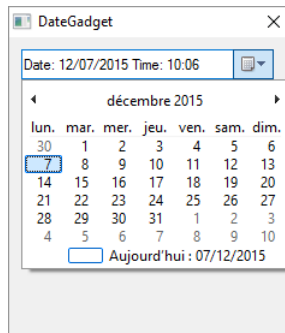 DateGadget
Date: 12/07/2015 Time: 10:06
décembre 2015
lun. mar. mer. jeu. ven. sam. dim.
30 1 2 3 4 5 6
7 8 9 10 11 12 13
14 15 16 17 18 19 20
21 22 23 24 25 26 27
28 29 30 31 1 2 3
4 5 6 7 8 9 10
Aujourd'hui : 07/12/2015